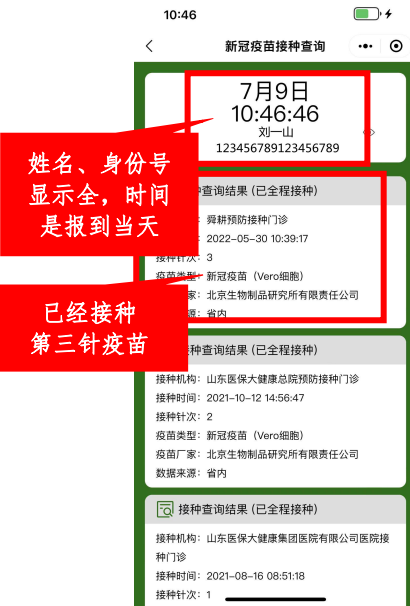 10:46
新冠疫苗接种查询
7月9日
10:46:46
刘一山
123456789123456789
姓名、身份号
显示全，时间
是报到当天
查询结果（已全程接种）
舜耕预防接种门诊
2022-05-30 10:39:17
接种针次：3
疫苗类型：新冠疫苗（Vero细胞）
家：北京生物制品研究所有限责任公司
源：省内
已经接种
第三针疫苗
种查询结果（已全程接种）
接种机构：山东医保大健康总院预防接种门诊
接种时间：2021-10-12 14:56:47
接种针次：2
疫苗类型：新冠疫苗（Vero细胞）
疫苗厂家：北京生物制品研究所有限责任公司
数据来源：省内
接种查询结果（已全程接种）
接种机构：山东医保大健康集团医院有限公司医院接
种门诊
接种时间：2021-08-16 08:51:18
接种针次：1